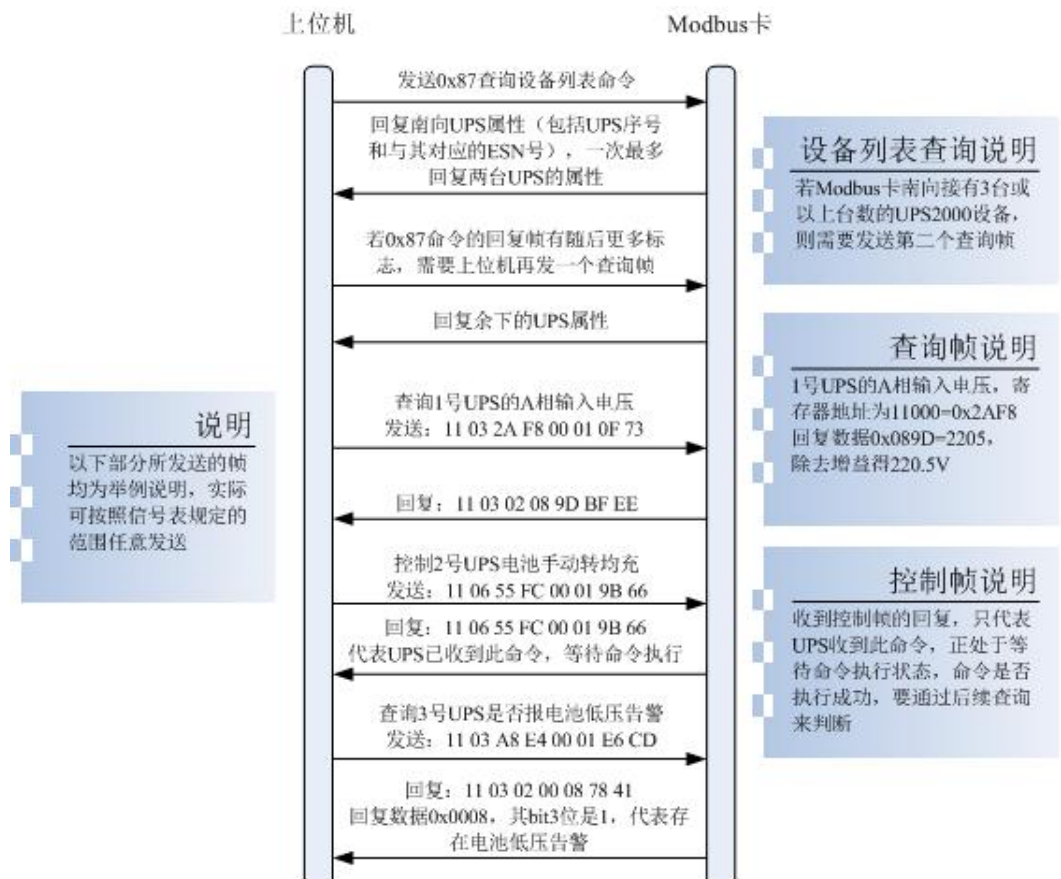 上位机
Modbus卡
发送0x87查询设备列表命令
回复南向UPS属性（包括UPS序号
和与其对应的ESN号），一次最多
回复两台UPS的属性
设备列表查询说明
若Modbus卡南向接有3台或
以上台数的UPS2000设备，
则需要发送第二个查询帧
若0x87命令的回复帧有随后更多标
志，需要上位机再发一个查询帧
回复余下的UPS属性
查询帧说明
1号UPS的A相输入电压，寄
存器地址为11000=0x2AF8
回复数据0x089D=2205，
除去增益得220.5V
说明
以下部分所发送的帧
均为举例说明，实际
可按照信号表规定的
范围任意发送
查询1号UPS的A相输入电压
发送：11 03 2A F8 00 01 0F 73
回复：11 03 02 08 9D BF EE
控制2号UPS电池手动转均充
发送：11 06 55 FC 00 01 9B 66
回复：11 06 55 FC 00 01 9B 66
代表UPS已收到此命令，等待命令执行
控制帧说明
收到控制帧的回复，只代表
UPS收到此命令，正处于等
待命令执行状态，命令是否
执行成功，要通过后续查询
来判断
查询3号UPS是否报电池低压告警
发送：11 03 A8 E4 00 01 E6 CD
回复：11 03 02 00 08 78 41
回复数据0x0008，其bit3位是1，代表存
在电池低压告警